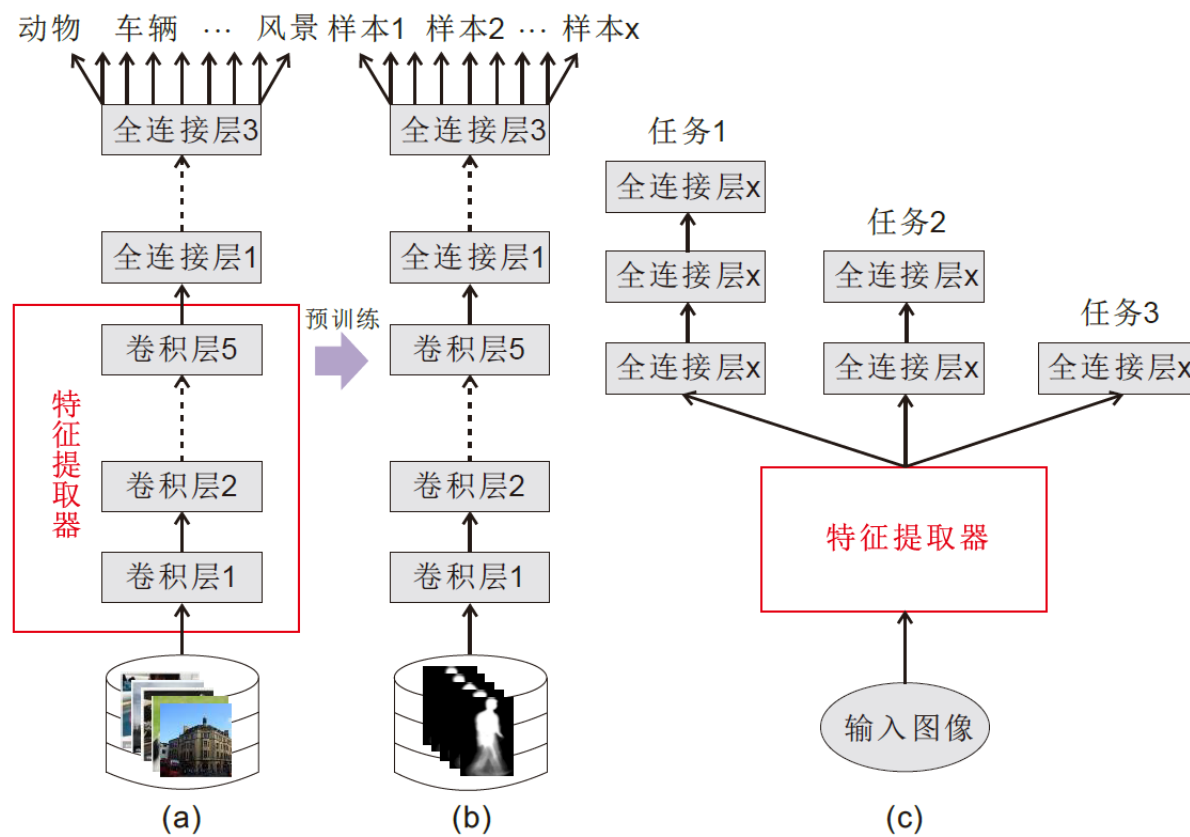 动物 车辆 … 风景
全连接层3
全连接层1
卷积层5
卷积层2
卷积层1
特征提取器
(a)
预训练
样本1 样本2 … 样本x
全连接层3
全连接层1
卷积层5
卷积层2
卷积层1
(b)
任务1
全连接层x
全连接层x
全连接层x
任务2
全连接层x
全连接层x
任务3
全连接层x
特征提取器
输入图像
(c)